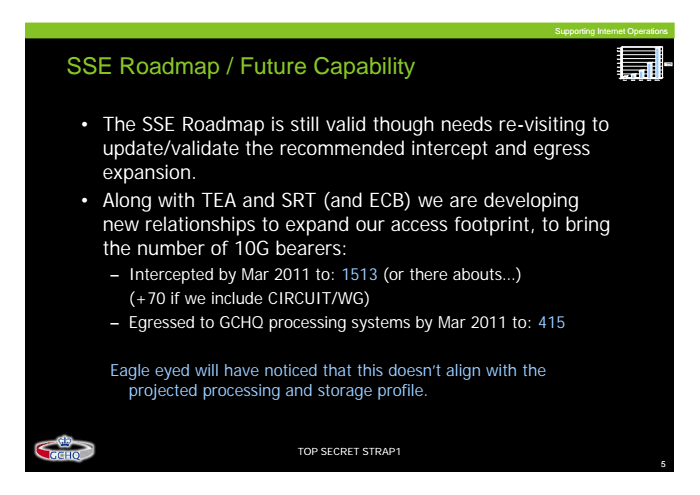 Supporting Internet Operations
SSE Roadmap / Future Capability
• The SSE Roadmap is still valid though needs re-visiting to
update/validate the recommended intercept and egress
expansion.
• Along with TEA and SRT (and ECB) we are developing
new relationships to expand our access footprint, to bring
the number of 10G bearers:
– Intercepted by Mar 2011 to: 1513 (or there abouts...)
(+70 if we include CIRCUIT/WG)
– Egressed to GCHQ processing systems by Mar 2011 to: 415
Eagle eyed will have noticed that this doesn't align with the
projected processing and storage profile.
GCHQ
TOP SECRET STRAP1
5